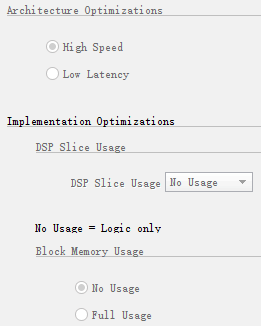 Architecture Optimizations
High Speed
Low Latency
Implementation Optimizations
DSP Slice Usage
DSP Slice Usage No Usage
No Usage = Logic only
Block Memory Usage
No Usage
Full Usage